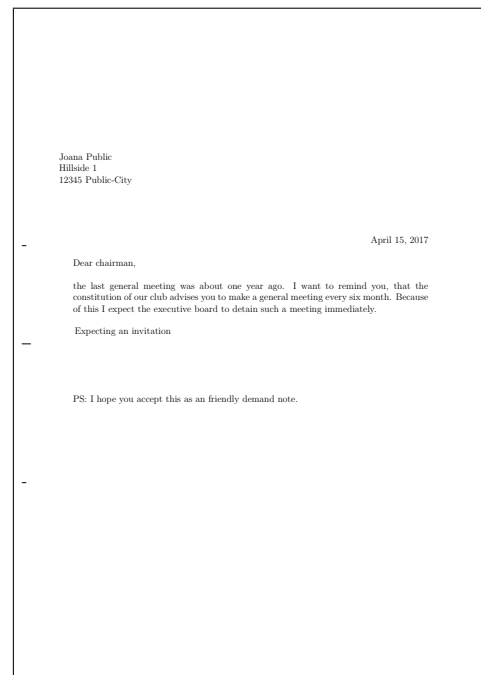 Joana Public
Hillside 1
12345 Public-City
April 15, 2017
Dear chairman,
the last general meeting was about one year ago. I want to remind you, that the
constitution of our club advises you to make a general meeting every six month. Because
of this I expect the executive board to detain such a meeting immediately.
Expecting an invitation
PS: I hope you accept this as an friendly demand note.